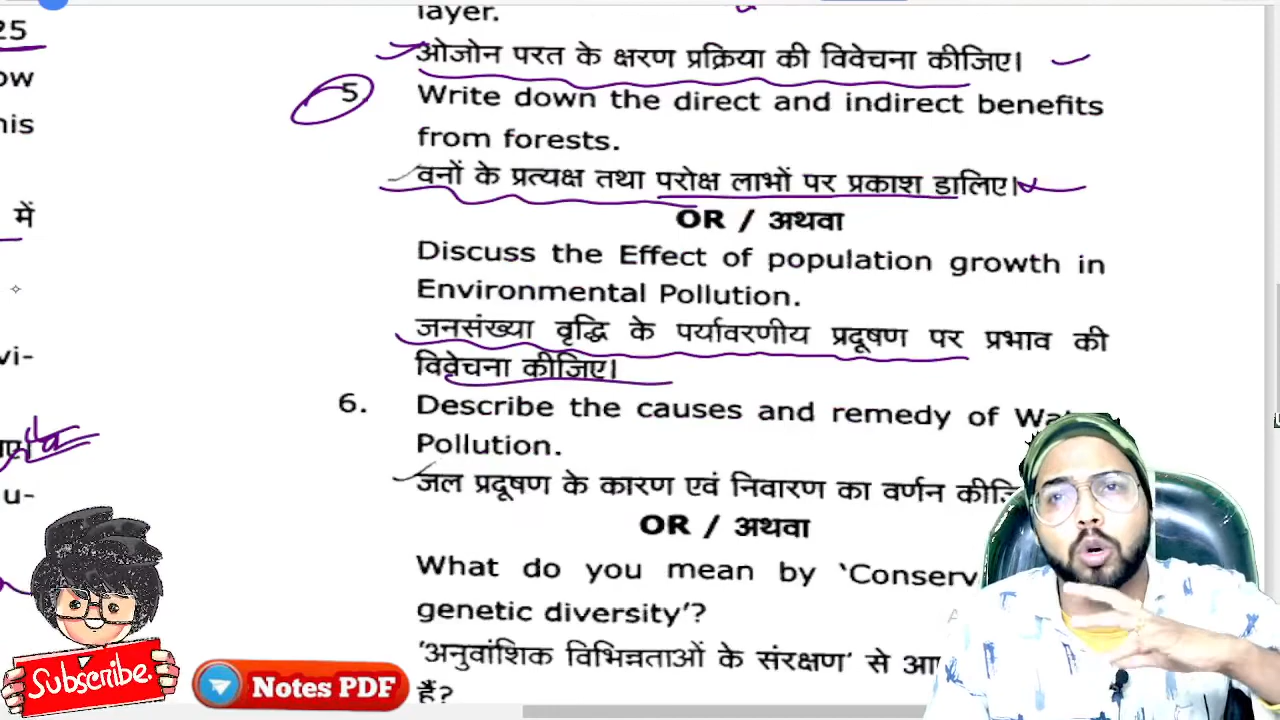 25
ow
his
में
vi-
u-
layer.
ओजोन परत के क्षरण प्रक्रिया की विवेचना कीजिए।
5
Write down the direct and indirect benefits
from forests.
वनों के प्रत्यक्ष तथा परोक्ष लाभों पर प्रकाश डालिए।
OR / अथवा
Discuss the Effect of population growth in
Environmental Pollution.
जनसंख्या वृद्धि के पर्यावरणीय प्रदूषण पर प्रभाव की
विवेचना कीजिए।
6. Describe the causes and remedy of
Pollution.
जल प्रदूषण के कारण एवं निवारण का वर्णन
OR / अथवा
What do you mean by 'Conserv
genetic diversity'?
'अनुवांशिक विभिन्नताओं के संरक्षण' से
हैं?
Subscribe.
Notes PDF